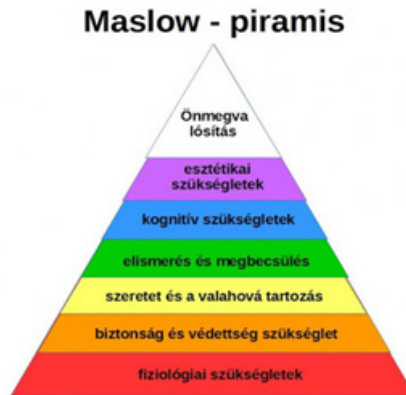 Maslow - piramis
Önmegva
lósítás
esztétikai
szükségletek
kognitív szükségletek
elismerés és megbecsülés
szeretet és a valahová tartozás
biztonság és védettség szükséglet
fiziológiai szükségletek